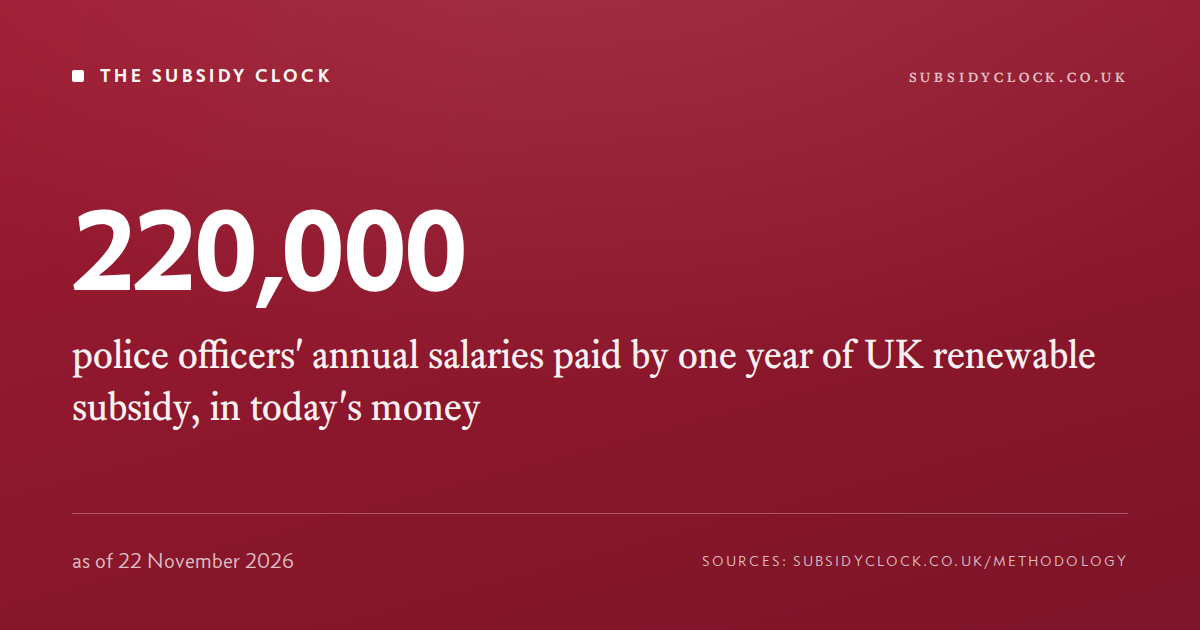 THE SUBSIDY CLOCK
SUBSIDYCLOCK.CO.UK
220,000
police officers' annual salaries paid by one year of UK renewable
subsidy, in today's money
as of 22 November 2026
SOURCES: SUBSIDYCLOCK.CO.UK/METHODOLOGY